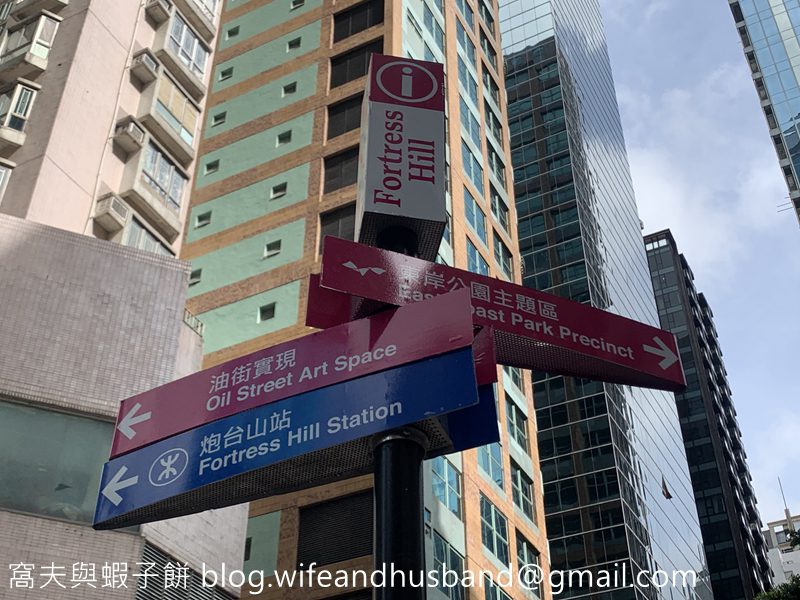 i
Fortress
Hill
東岸公園主題區
East Coast Park Precinct
油街實現
Oil Street Art Space
炮台山站
Fortress Hill Station
窩夫與蝦子餅 blog.wifeandhusband@gmail.com